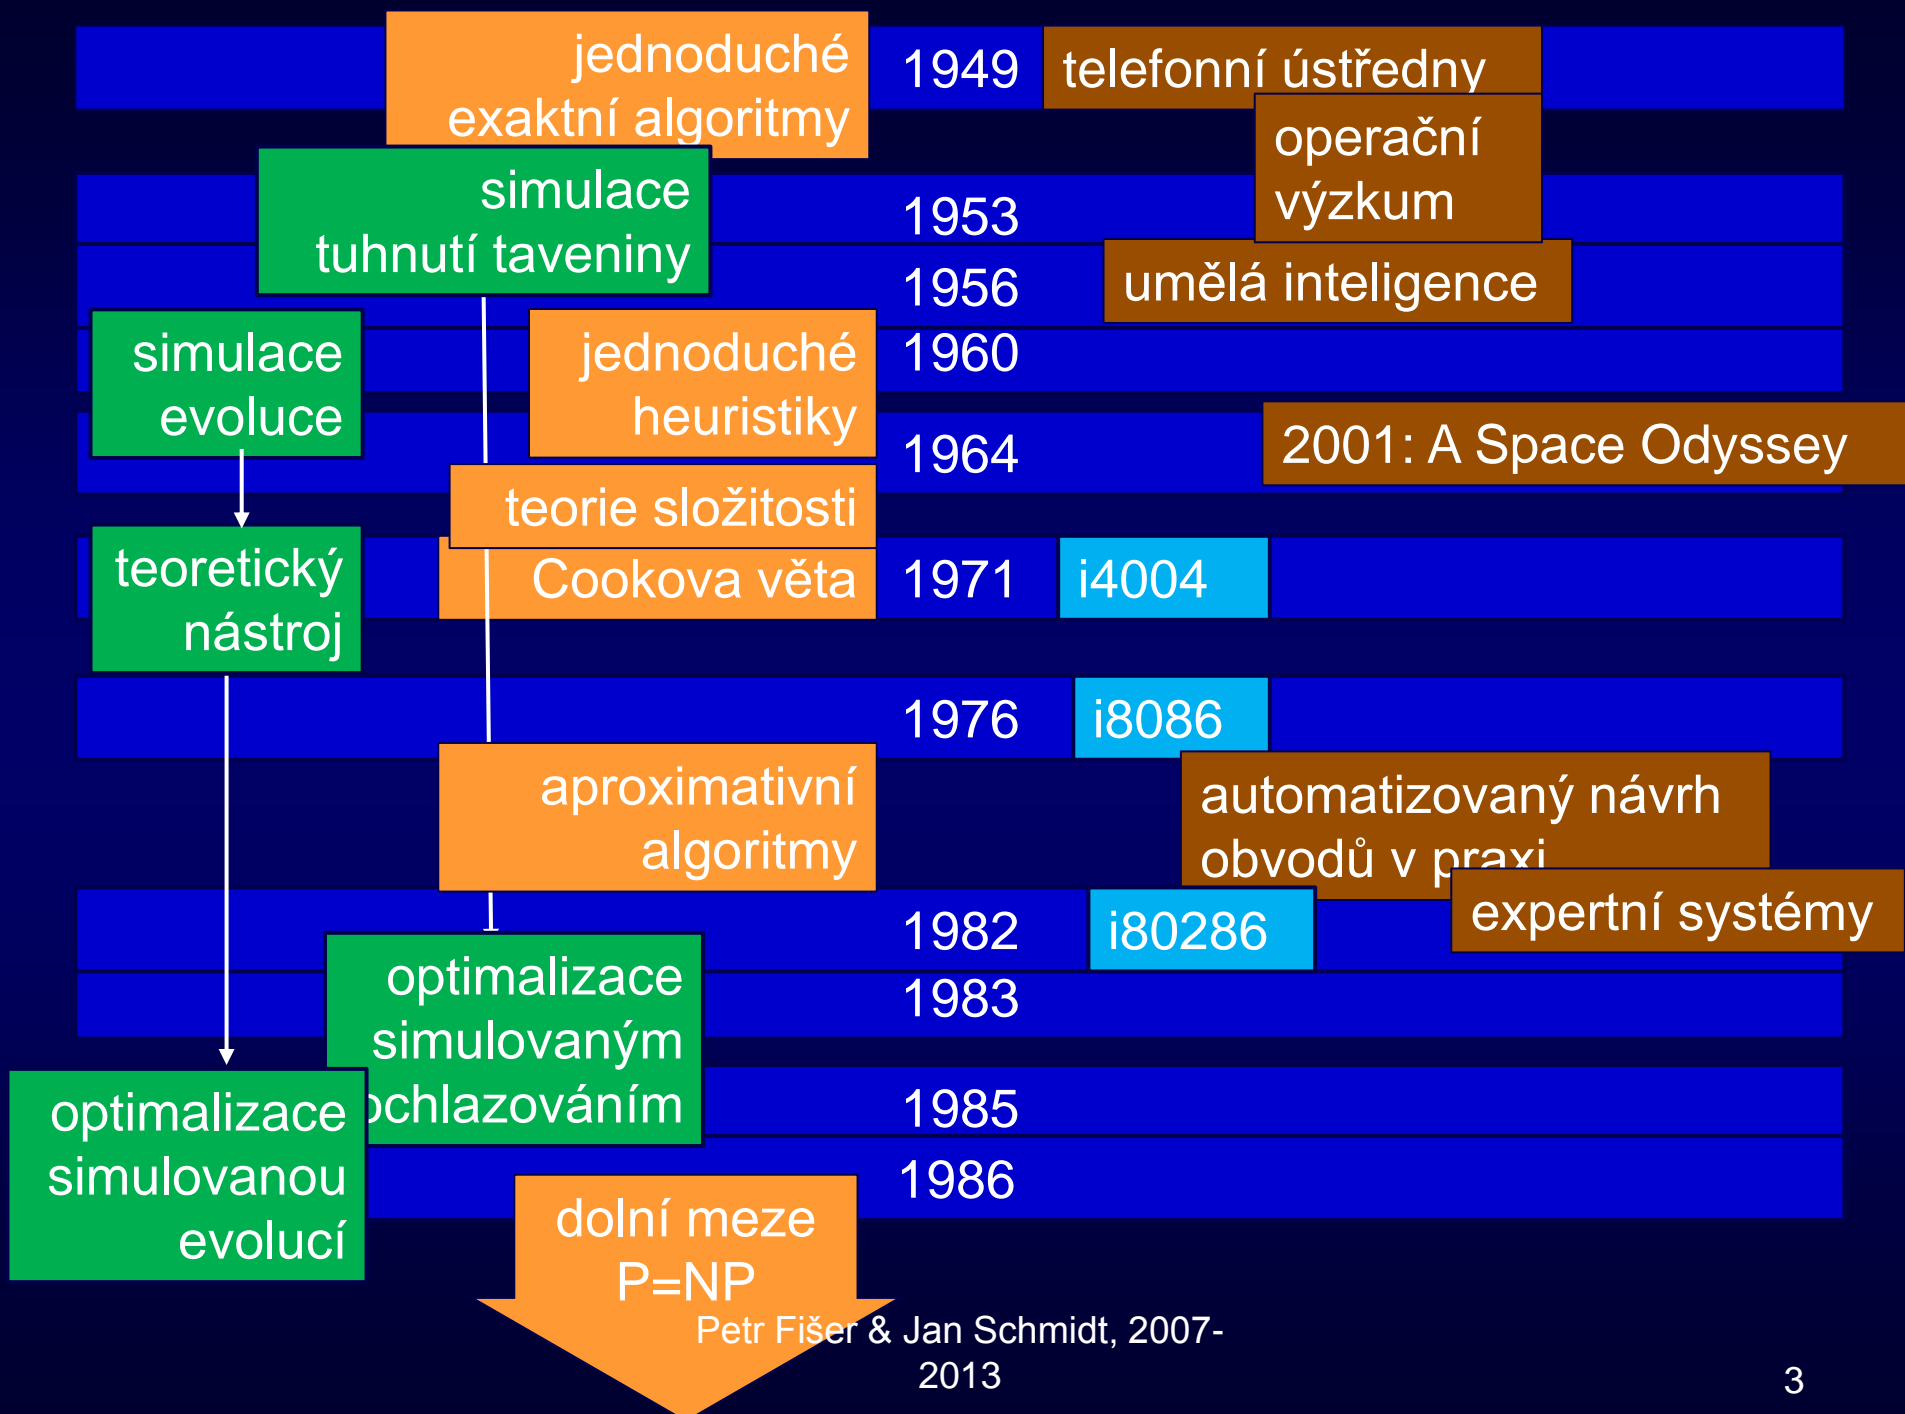 jednoduché
exaktní algoritmy
1949
telefonní ústředny
operační
výzkum
simulace
tuhnutí taveniny
1953
1956
umělá inteligence
simulace
evoluce
jednoduché
heuristiky
1960
1964
2001: A Space Odyssey
teorie složitosti
teoretický
nástroj
Cookova věta
1971
i4004
1976
i8086
aproximativní
algoritmy
automatizovaný návrh
obvodů v praxi
1982
i80286
expertní systémy
optimalizace
simulovaným
ochlazováním
1983
1985
optimalizace
simulovanou
evolucí
1986
dolní meze
P=NP
Petr Fišer & Jan Schmidt, 2007-
2013
3